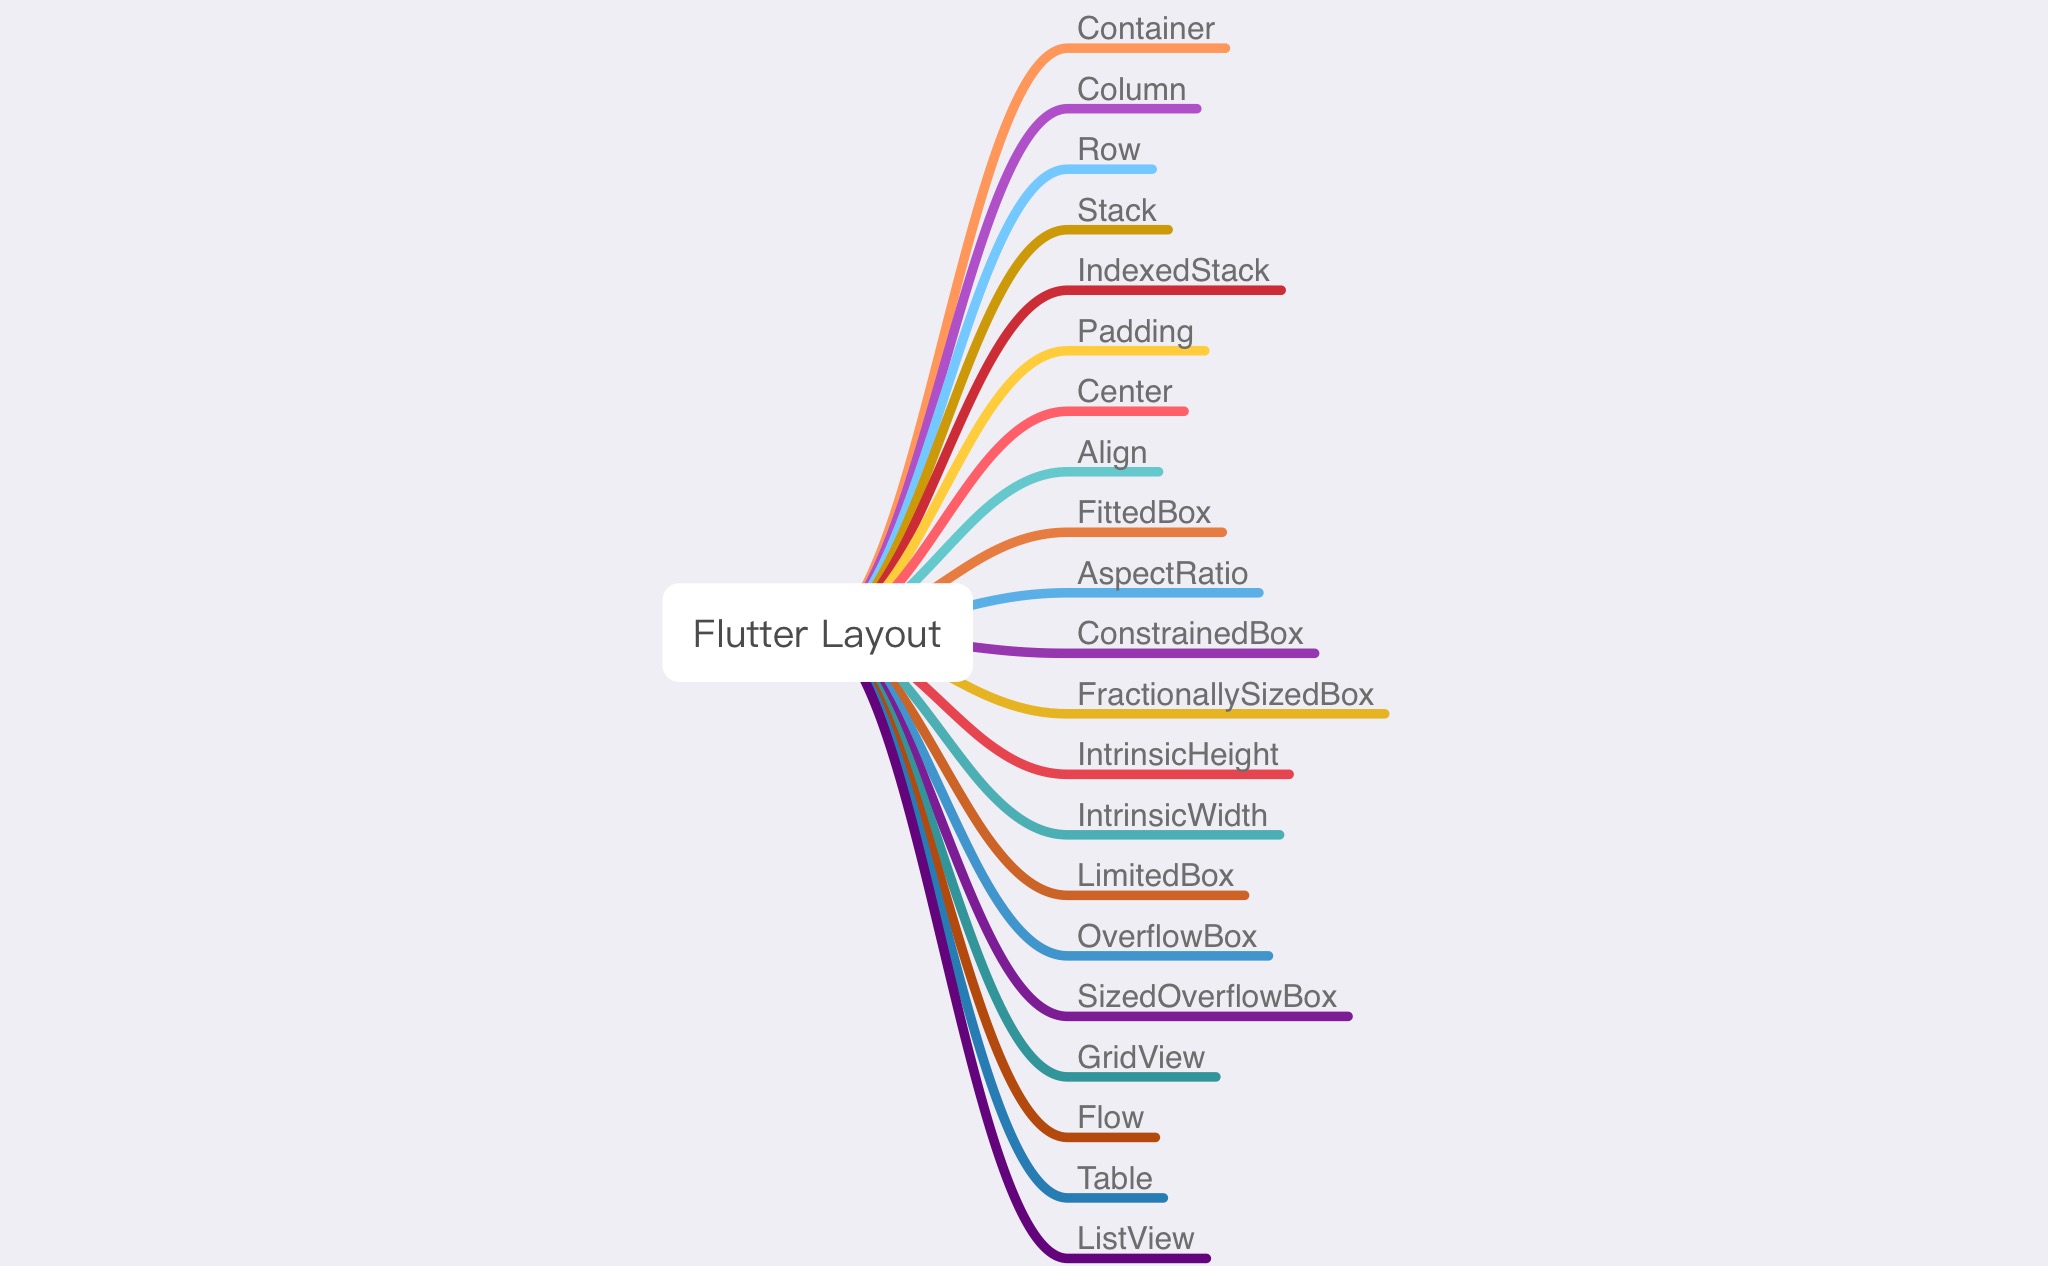 Flutter Layout
Container
Column
Row
Stack
IndexedStack
Padding
Center
Align
FittedBox
AspectRatio
ConstrainedBox
FractionallySizedBox
IntrinsicHeight
IntrinsicWidth
LimitedBox
OverflowBox
SizedOverflowBox
GridView
Flow
Table
ListView